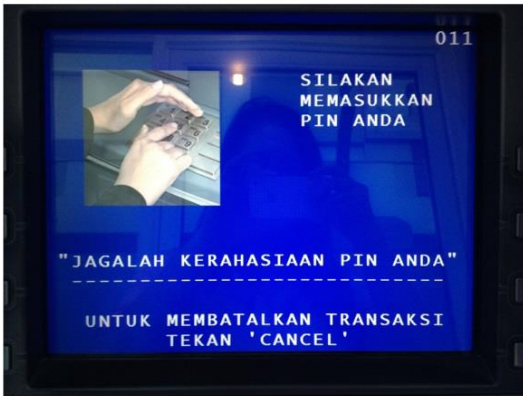 011
SILAKAN
MEMASUKKAN
PIN ANDA
"JAGALAH KERAHASIAAN PIN ANDA"
------------------------------
UNTUK MEMBATALKAN TRANSAKSI
TEKAN 'CANCEL'